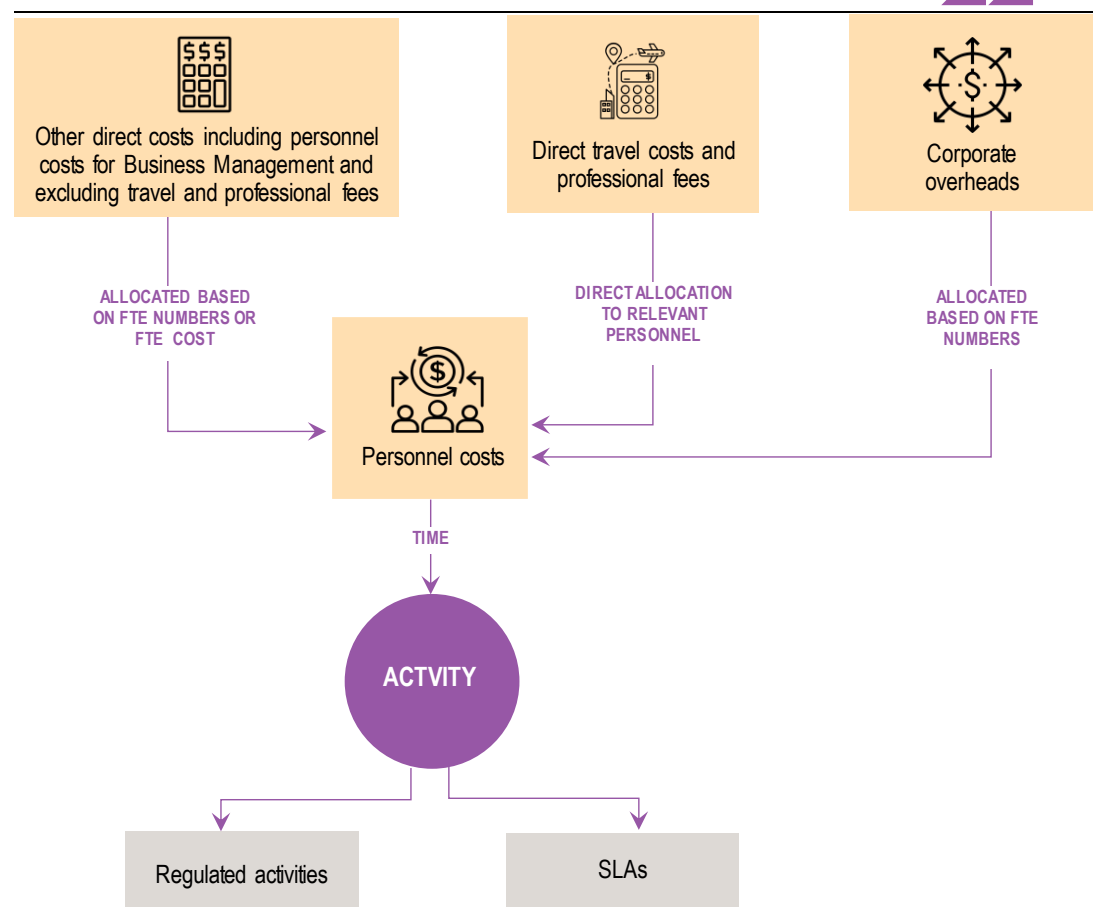 $$$
Other direct costs including personnel
costs for Business Management and
excluding travel and professional fees
$
Direct travel costs and
professional fees
$
Corporate
overheads
ALLOCATED BASED
ON FTE NUMBERS OR
FTE COST
DIRECT ALLOCATION
TO RELEVANT
PERSONNEL
ALLOCATED
BASED ON FTE
NUMBERS
$
Personnel costs
TIME
ACTVITY
Regulated activities
SLAs